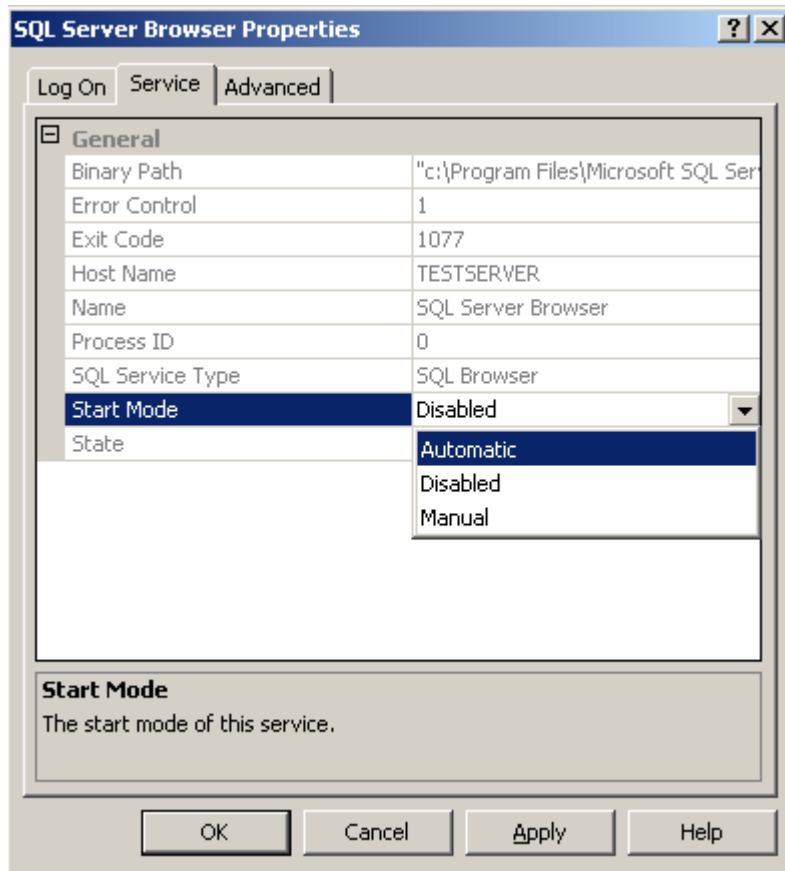 SQL Server Browser Properties
Log On Service Advanced
General
Binary Path "c:\Program Files\Microsoft SQL Ser
Error Control 1
Exit Code 1077
Host Name TESTSERVER
Name SQL Server Browser
Process ID 0
SQL Service Type SQL Browser
Start Mode Disabled
State
Automatic
Disabled
Manual
Start Mode
The start mode of this service.
OK Cancel Apply Help